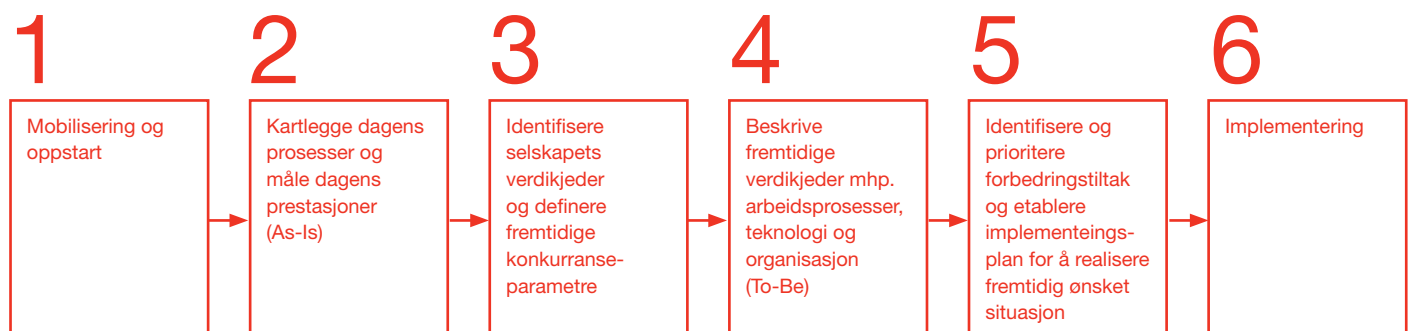 1
Mobilisering og
oppstart
2
Kartlegge dagens
prosesser og
måle dagens
prestasjoner
(As-Is)
3
Identifisere
selskapets
verdikjeder
og definere
fremtidige
konkurranse-
parametre
4
Beskrive
fremtidige
verdikjeder mhp.
arbeidsprosesser,
teknologi og
organisasjon
(To-Be)
5
Identifisere og
prioritere
forbedringstiltak
og etablere
implementeings-
plan for å realisere
fremtidig ønsket
situasjon
6
Implementering